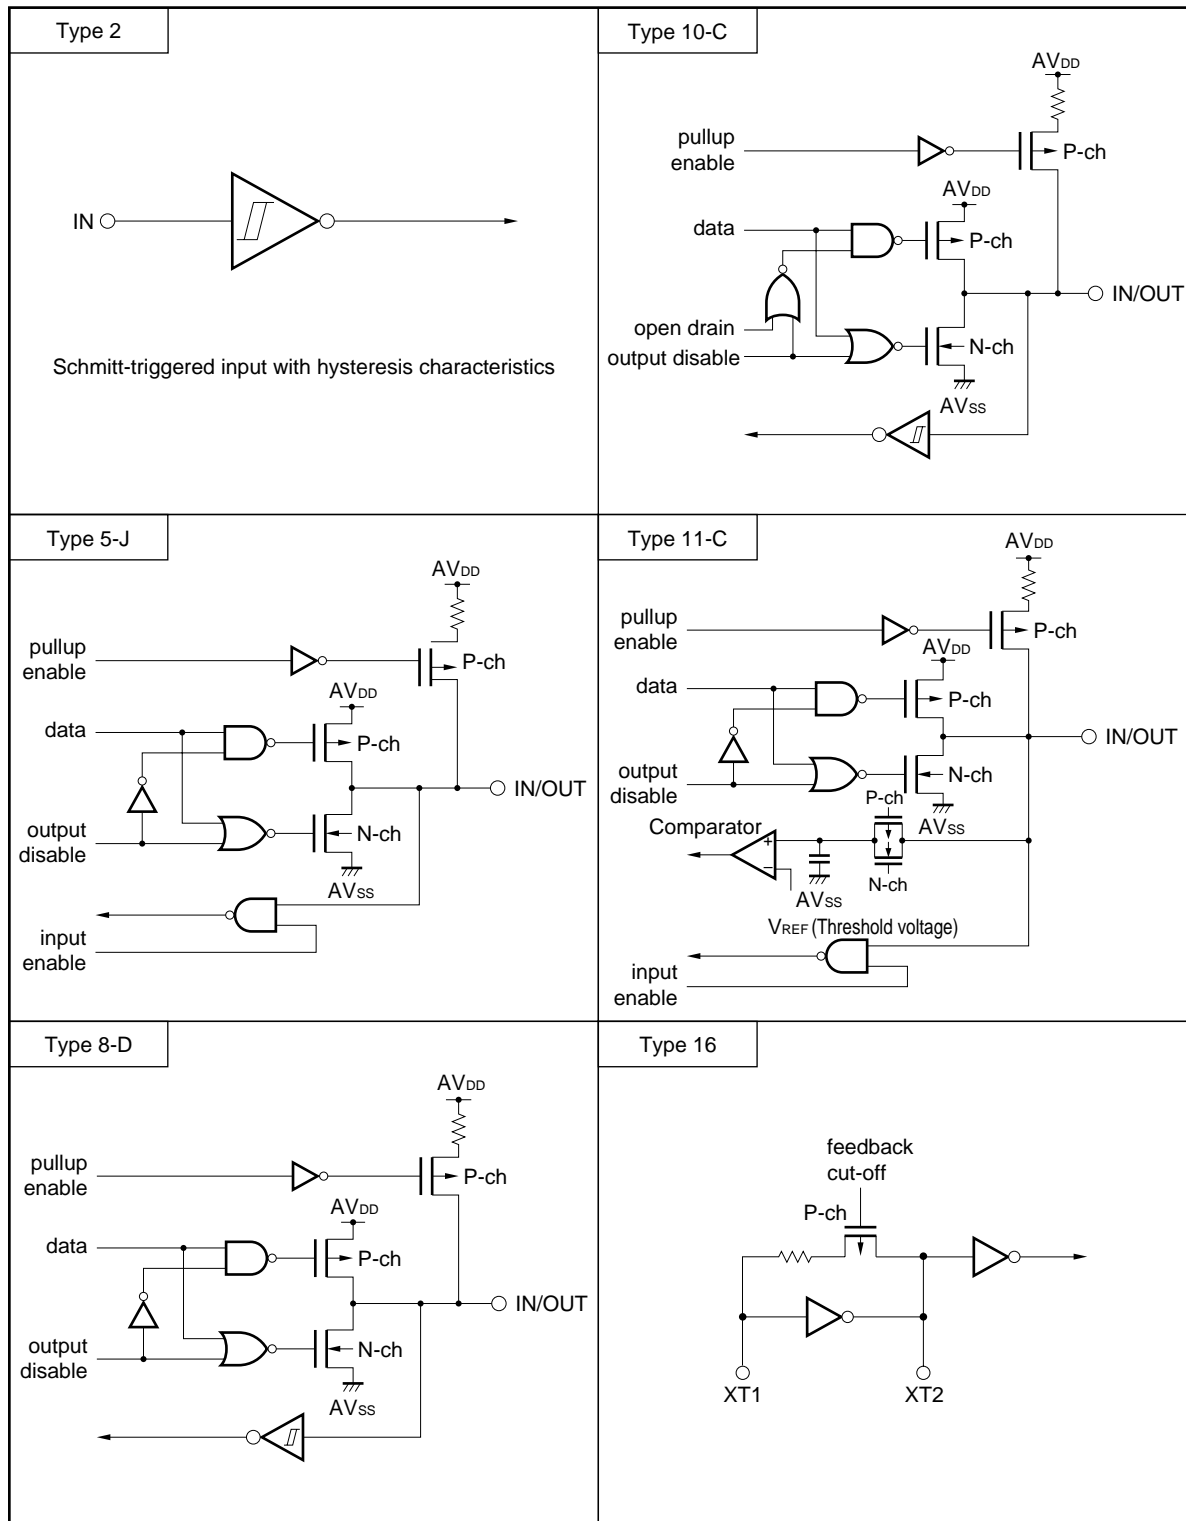 Type 2
IN
Schmitt-triggered input with hysteresis characteristics
Type 10-C
AVDD
pullup
enable
P-ch
AVDD
data
P-ch
IN/OUT
open drain
output disable
N-ch
AVSS
Type 5-J
AVDD
pullup
enable
P-ch
AVDD
data
P-ch
IN/OUT
output
disable
N-ch
AVSS
input
enable
Type 11-C
AVDD
pullup
enable
P-ch
AVDD
data
P-ch
IN/OUT
output
disable
N-ch
P-ch
AVSS
Comparator
+
−
N-ch
AVSS
VREF (Threshold voltage)
input
enable
Type 8-D
AVDD
pullup
enable
P-ch
AVDD
data
P-ch
IN/OUT
output
disable
N-ch
AVSS
Type 16
feedback
cut-off
P-ch
XT1
XT2